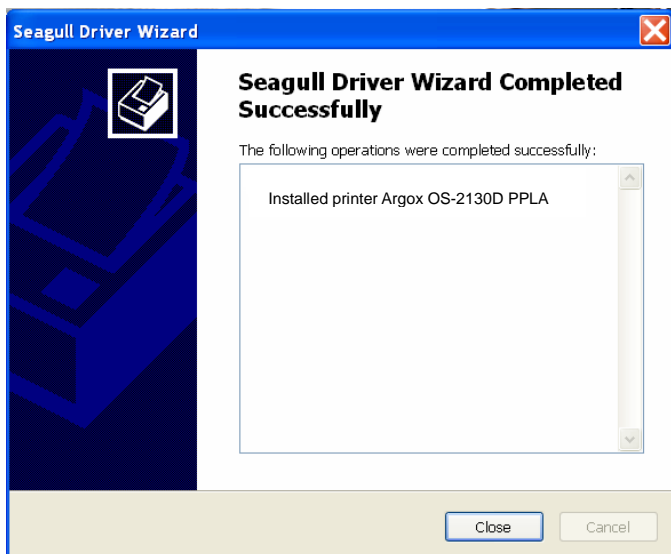 Seagull Driver Wizard
Seagull Driver Wizard Completed
Successfully
The following operations were completed successfully:
Installed printer Argox OS-2130D PPLA
Close
Cancel